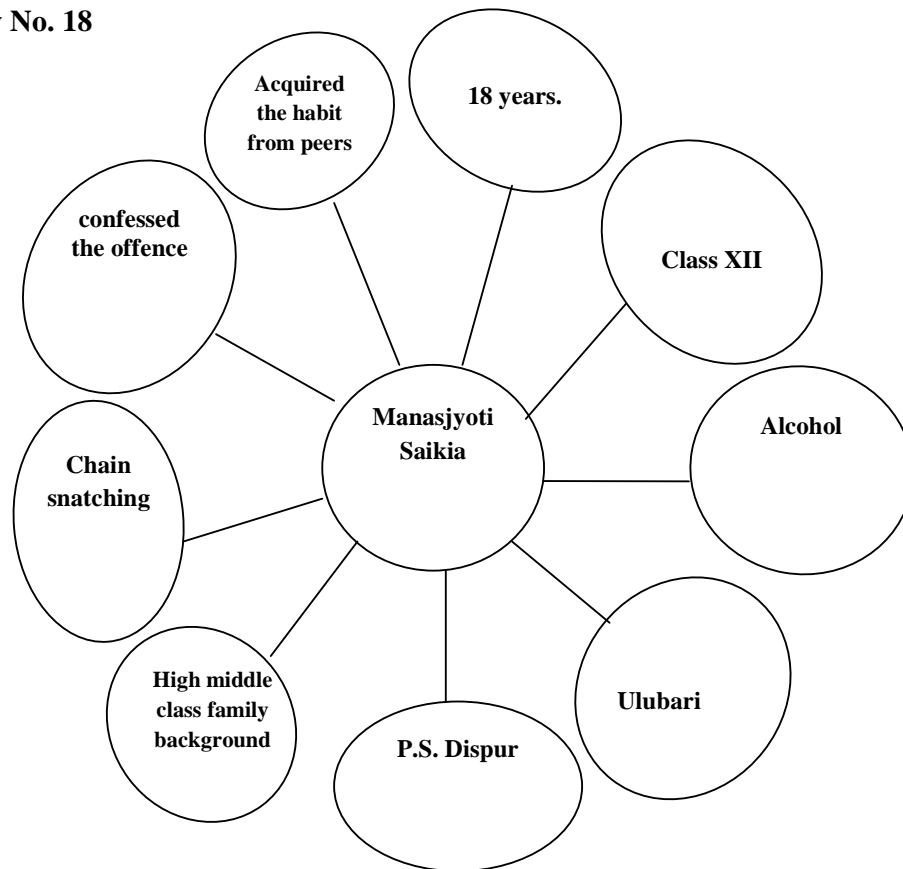 No. 18
Acquired
the habit
from peers
18 years.
confessed
the offence
Class XII
Manasjyoti
Saikia
Alcohol
Chain
snatching
High middle
class family
background
Ulubari
P.S. Dispur